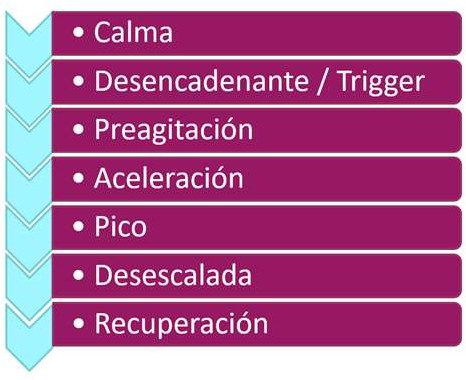 • Calma
• Desencadenante / Trigger
• Preagitación
• Aceleración
• Pico
• Desescalada
• Recuperación